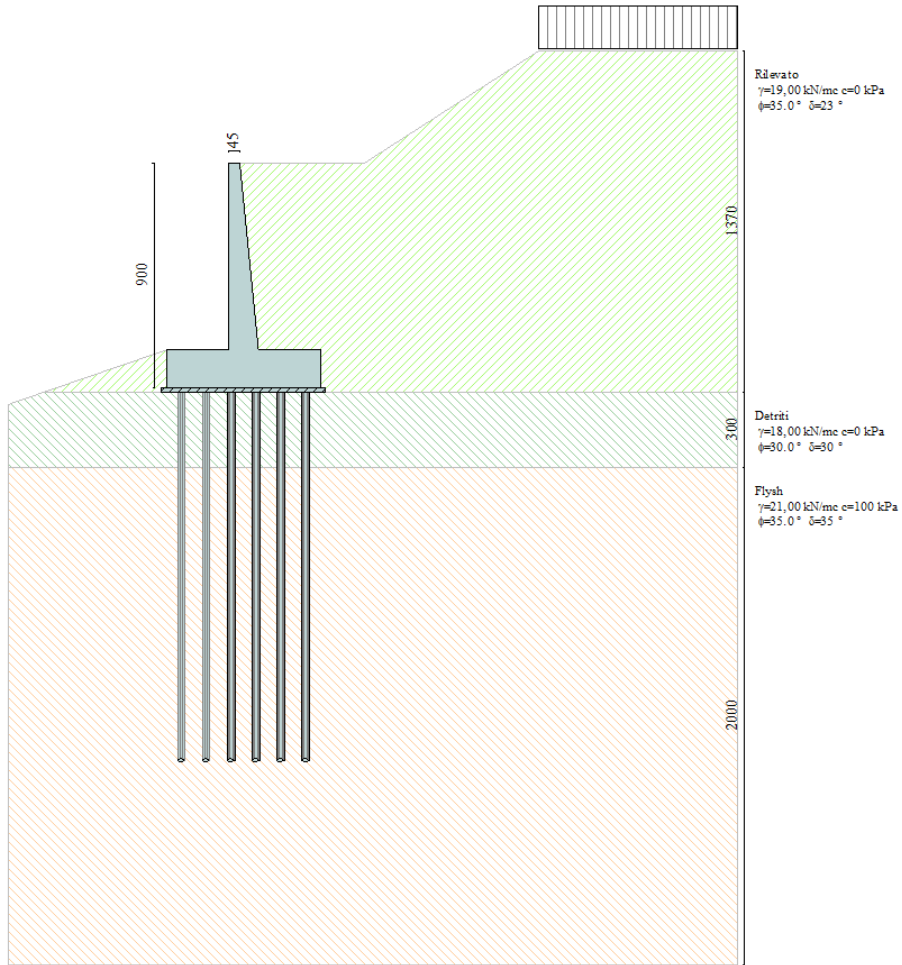 Rilevato
γ=19,00 kN/mc c=0 kPa
ϕ=35.0 ° δ=23 °
45
1370
900
Detriti
γ=18,00 kN/mc c=0 kPa
ϕ=30.0 ° δ=30 °
300
Flysh
γ=21,00 kN/mc c=100 kPa
ϕ=35.0 ° δ=35 °
2000